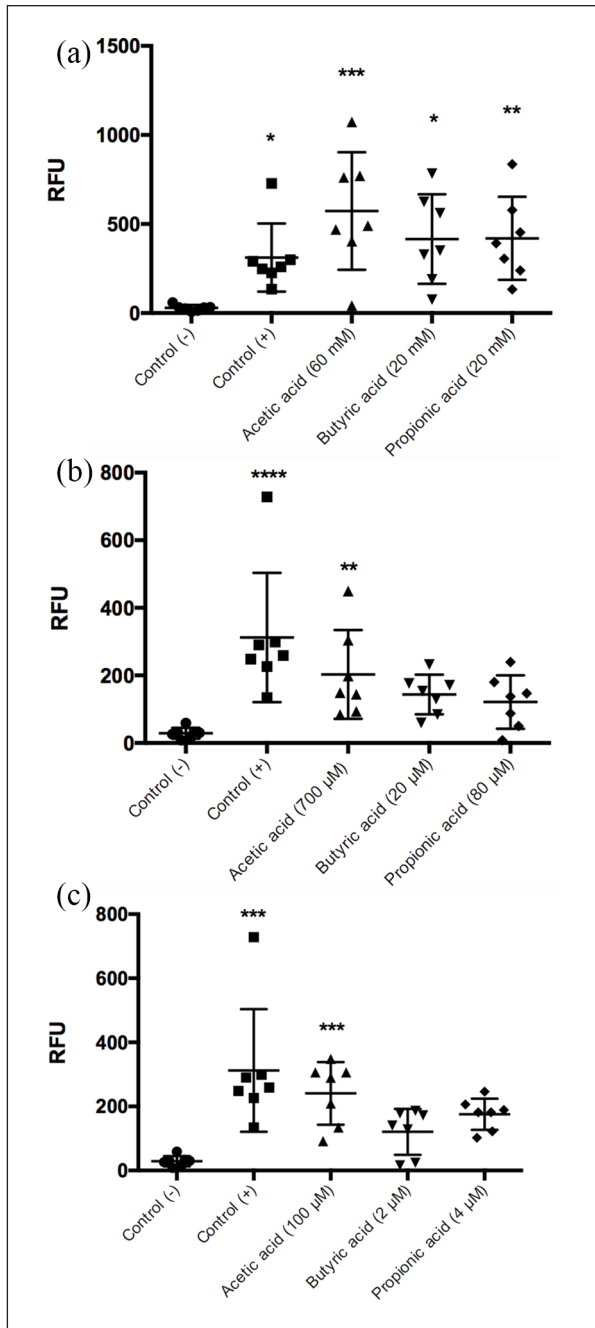 (a)
1500
1000
500
0
RFU
*
***
*
**
Control (-)
Control (+)
Acetic acid (60 mM)
Butyric acid (20 mM)
Propionic acid (20 mM)
(b)
800
600
400
200
0
RFU
****
**
Control (-)
Control (+)
Acetic acid (700 µM)
Butyric acid (20 µM)
Propionic acid (80 µM)
(c)
800
600
400
200
0
RFU
***
***
Control (-)
Control (+)
Acetic acid (100 µM)
Butyric acid (2 µM)
Propionic acid (4 µM)